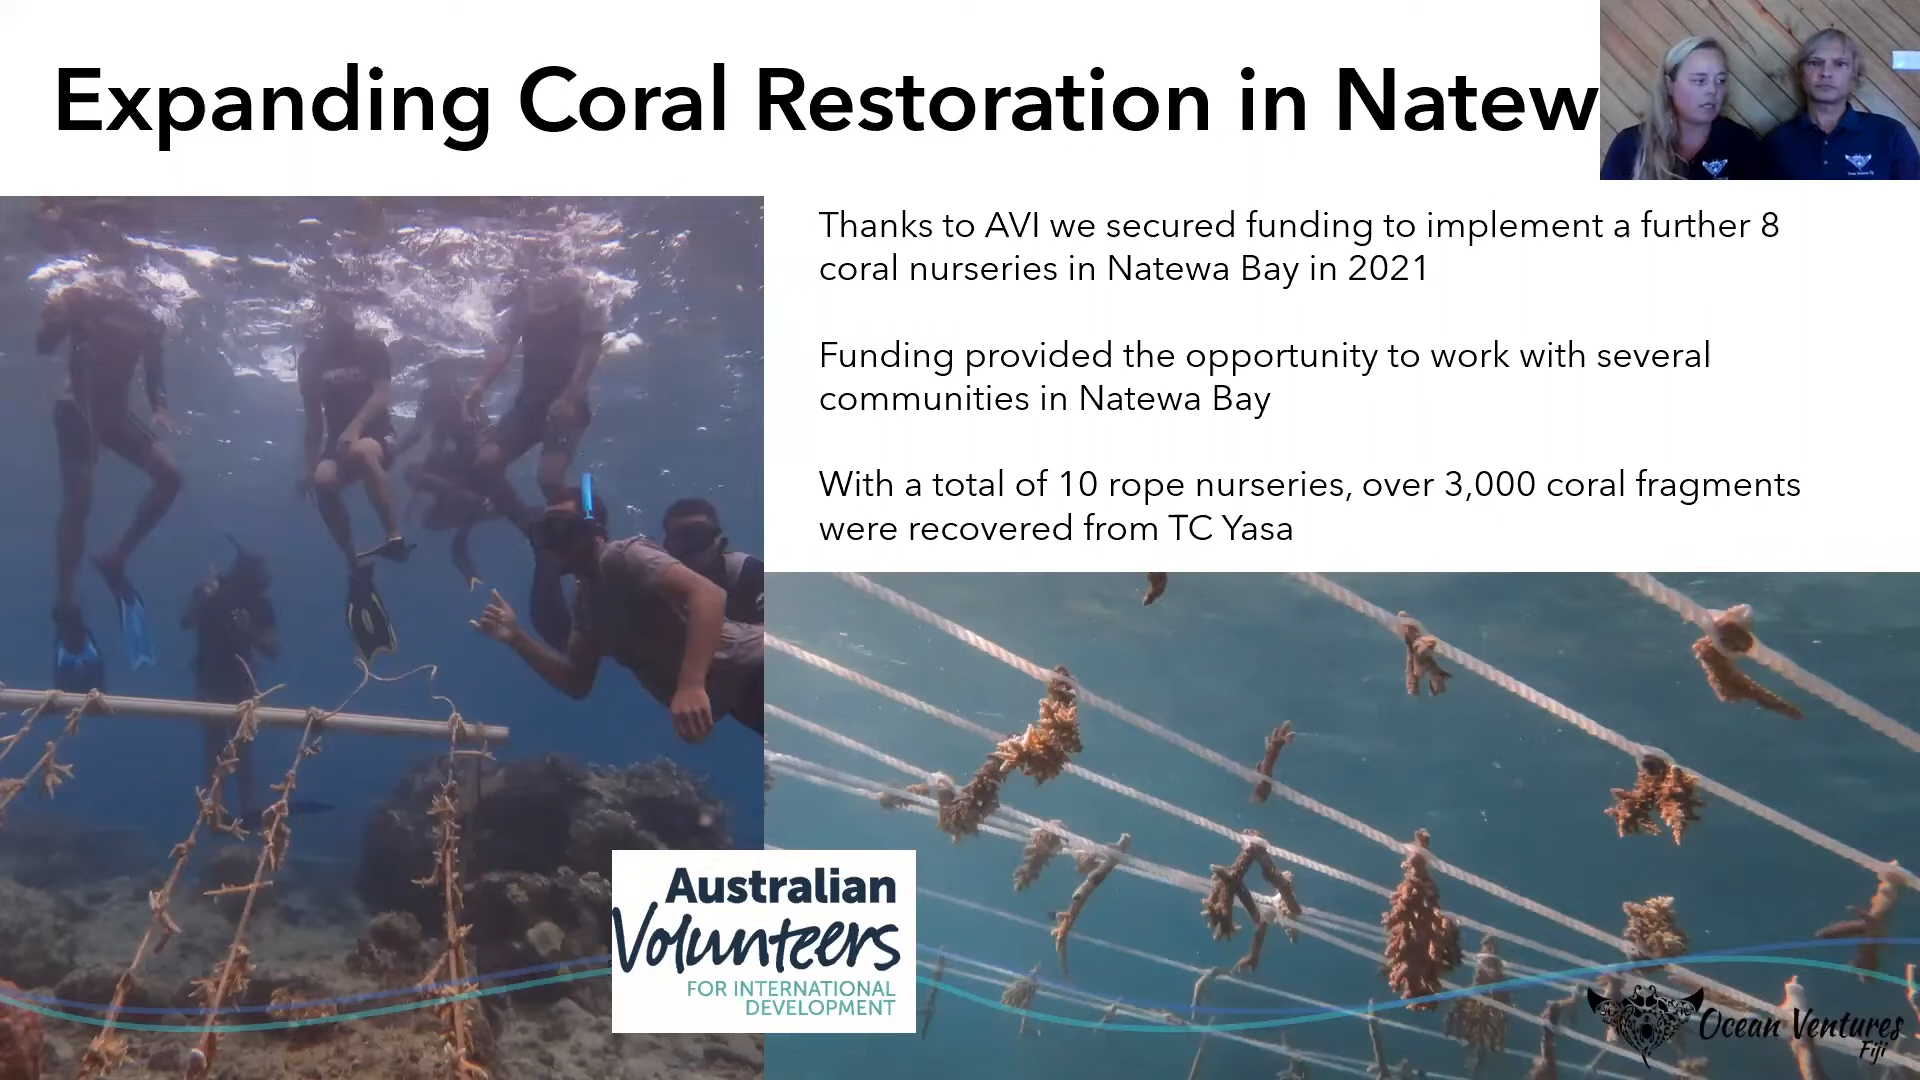 Expanding Coral Restoration in Natew
Thanks to AVI we secured funding to implement a further 8
coral nurseries in Natewa Bay in 2021
Funding provided the opportunity to work with several
communities in Natewa Bay
With a total of 10 rope nurseries, over 3,000 coral fragments
were recovered from TC Yasa
Australian
Volunteers
FOR INTERNATIONAL
DEVELOPMENT
Ocean Ventures
Fiji